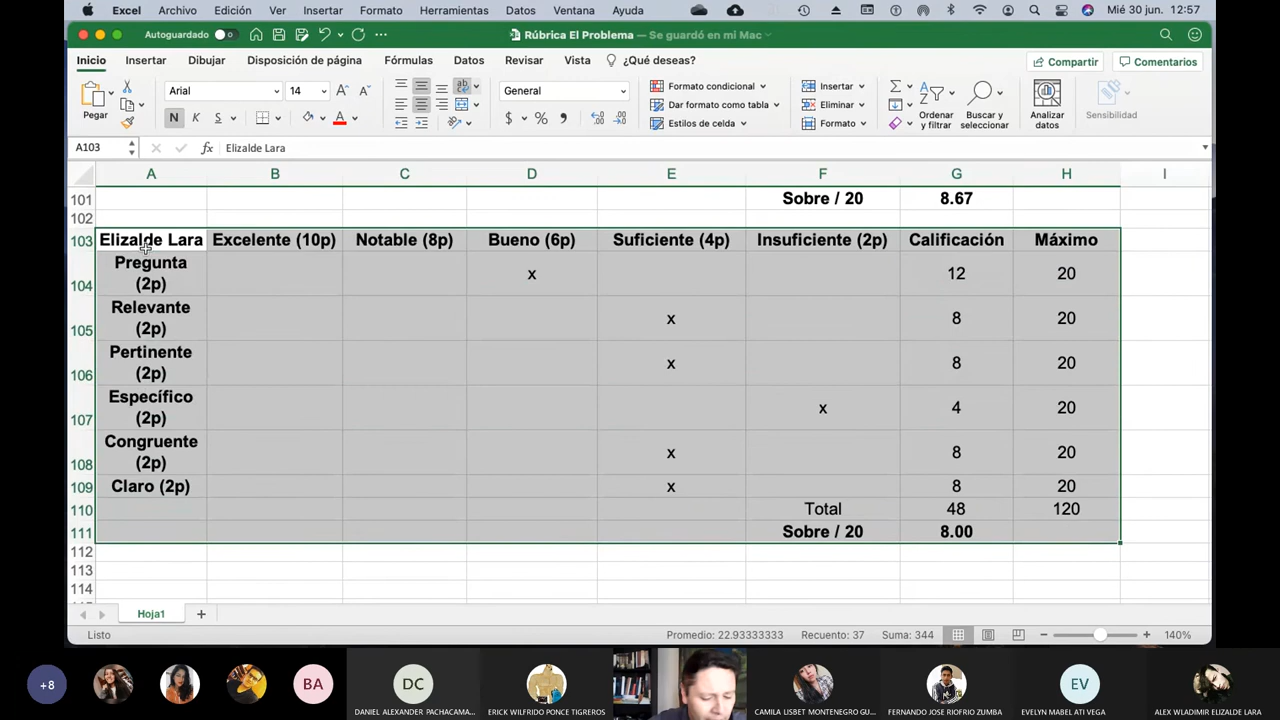 Excel Archivo Edición Ver Insertar Formato Herramientas Datos Ventana Ayuda Mié 30 jun. 12:57
Autoguardado Rúbrica El Problema — Se guardó en mi Mac
Inicio Insertar Dibujar Disposición de página Fórmulas Datos Revisar Vista ¿Qué deseas? Compartir Comentarios
Pegar Arial 14 General Formato condicional Insertar
Dar formato como tabla Eliminar
N K S A $ % Estilos de celda Formato
Ordenar y filtrar Buscar y seleccionar Analizar datos Sensibilidad
A103 fx Elizalde Lara
A B C D E F G H I
101 Sobre / 20 8.67
102
103 Elizalde Lara Excelente (10p) Notable (8p) Bueno (6p) Suficiente (4p) Insuficiente (2p) Calificación Máximo
104 Pregunta (2p) x 12 20
105 Relevante (2p) x 8 20
106 Pertinente (2p) x 8 20
107 Específico (2p) x 4 20
108 Congruente (2p) x 8 20
109 Claro (2p) x 8 20
110 Total 48 120
111 Sobre / 20 8.00
112
113
114
Hoja1
Listo Promedio: 22.93333333 Recuento: 37 Suma: 344 140%
+8 BA DC EV
DANIEL ALEXANDER PACHACAMA... ERICK WILFRIDO PONCE TIGREROS CAMILA LISBET MONTENEGRO GU... FERNANDO JOSE RIOFRIO ZUMBA EVELYN MABEL ATI VEGA ALEX WLADIMIR ELIZALDE LARA